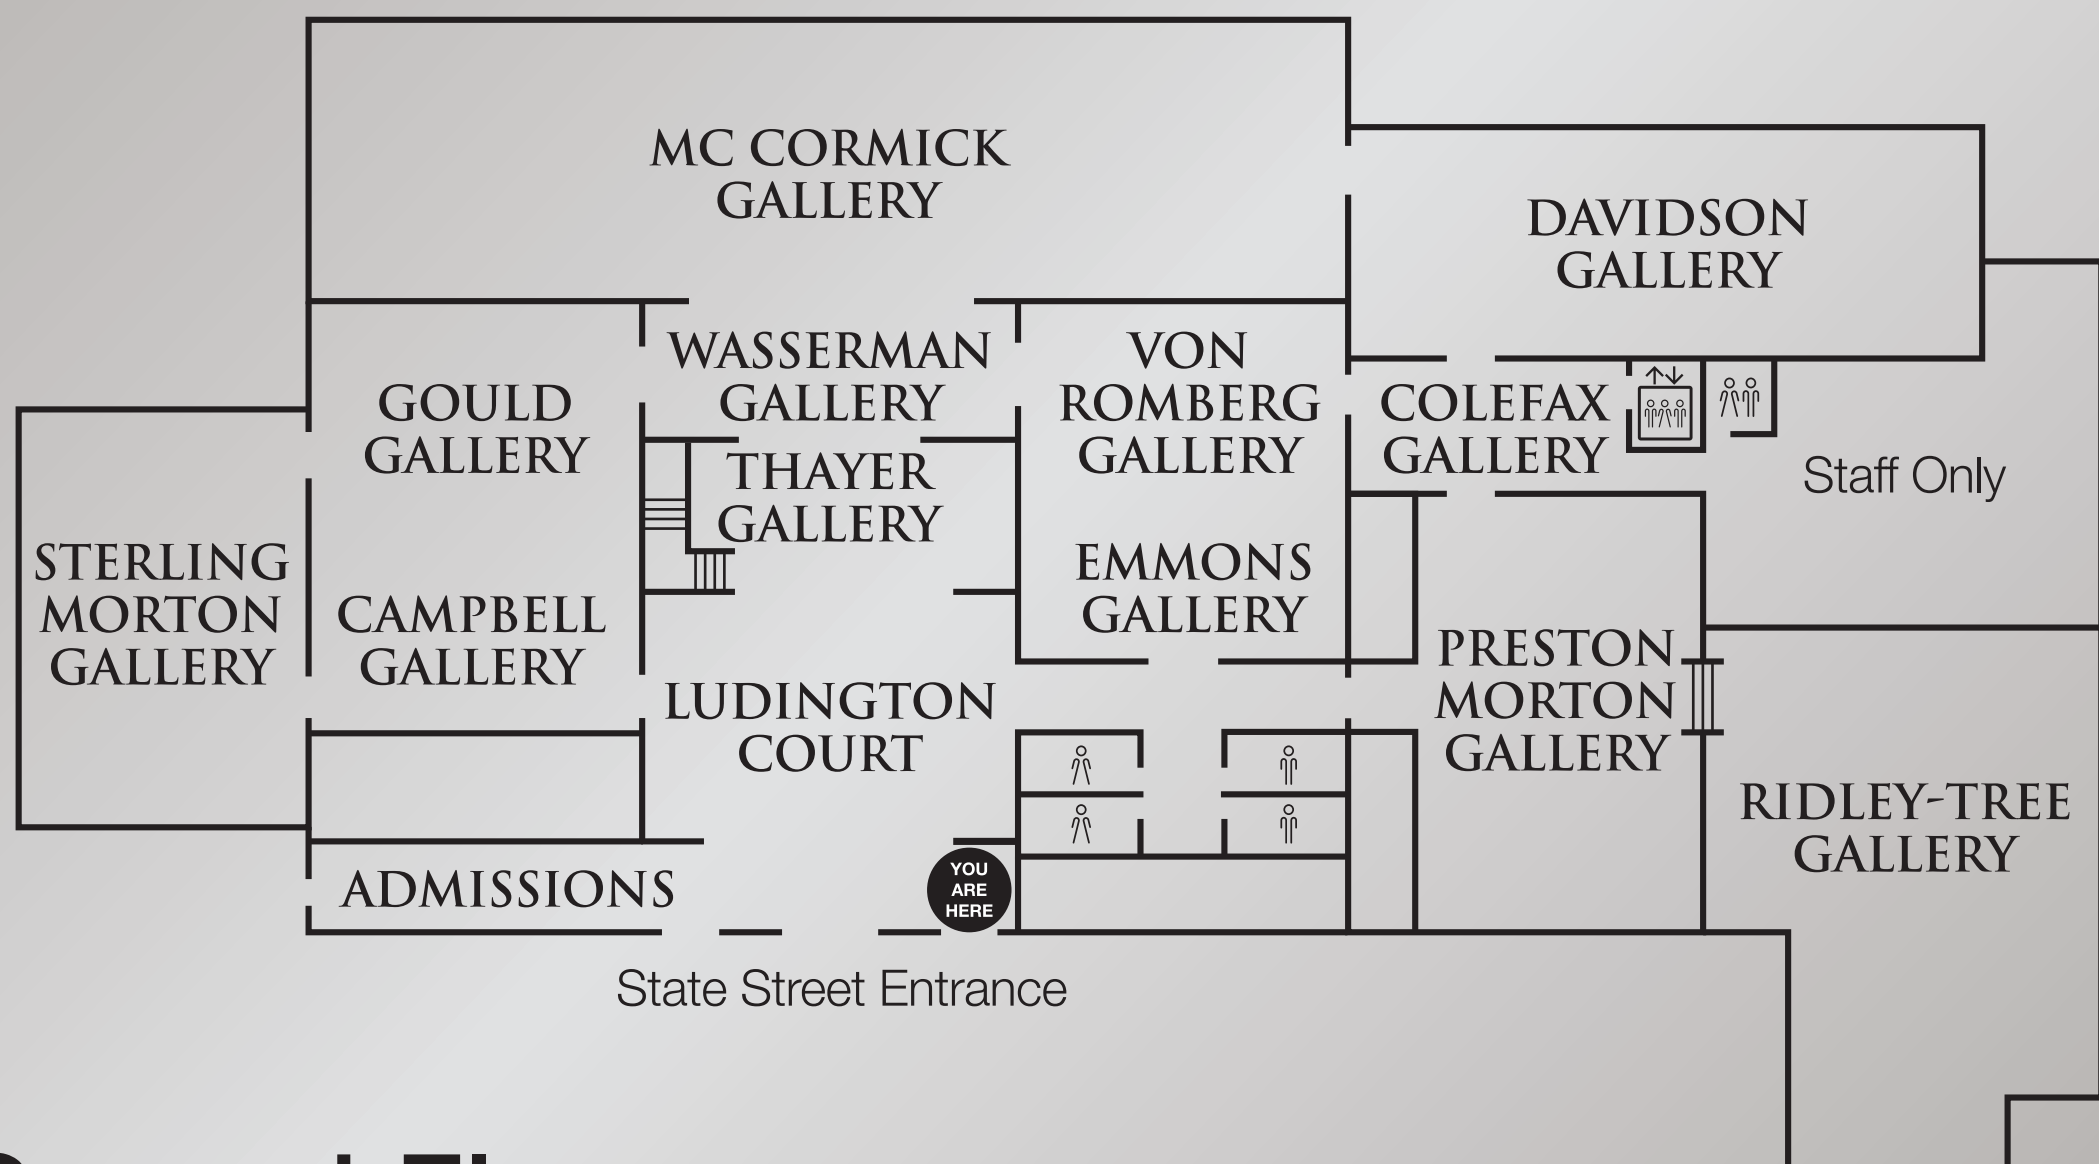 MC CORMICK
GALLERY
DAVIDSON
GALLERY
WASSERMAN
GALLERY
VON
ROMBERG
GALLERY
GOULD
GALLERY
COLEFAX
GALLERY
THAYER
GALLERY
Staff Only
STERLING
MORTON
GALLERY
CAMPBELL
GALLERY
EMMONS
GALLERY
PRESTON
MORTON
GALLERY
LUDINGTON
COURT
RIDLEY-TREE
GALLERY
ADMISSIONS
YOU
ARE
HERE
State Street Entrance